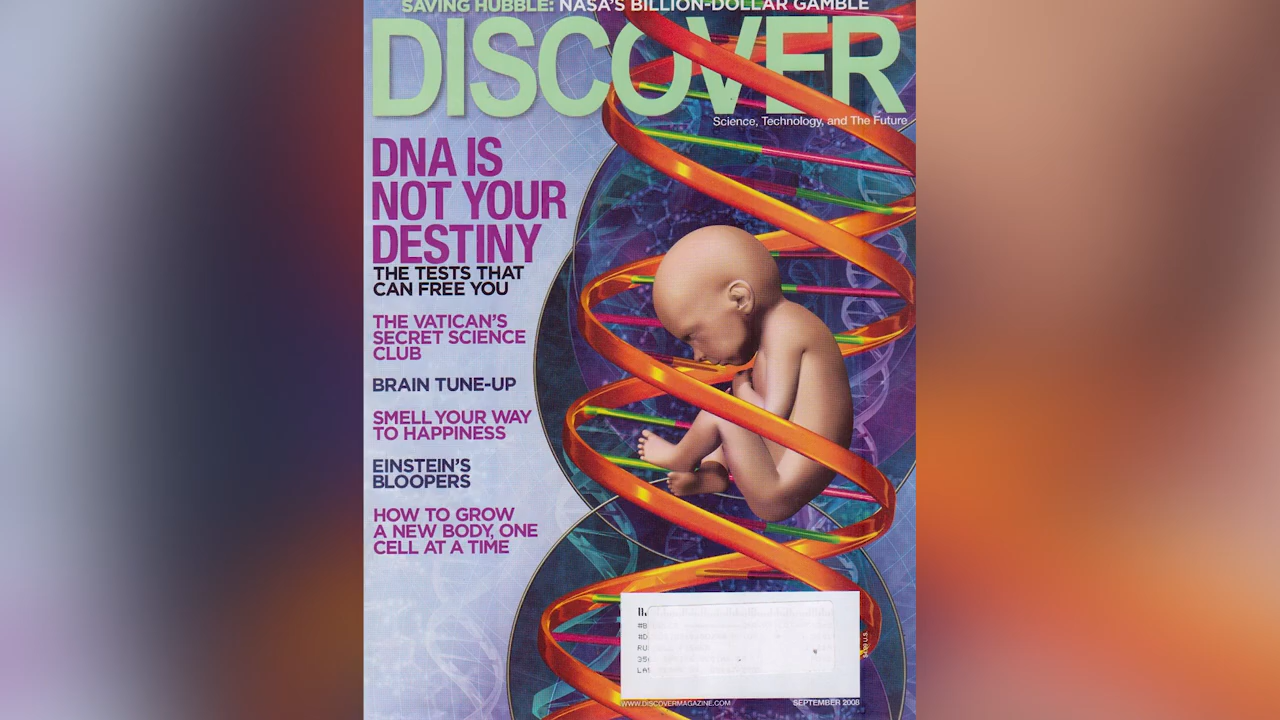 SAVING HUBBLE: NASA'S BILLION-DOLLAR GAMBLE
DISCOVER
Science, Technology, and The Future
DNA IS
NOT YOUR
DESTINY
THE TESTS THAT
CAN FREE YOU
THE VATICAN'S
SECRET SCIENCE
CLUB
BRAIN TUNE-UP
SMELL YOUR WAY
TO HAPPINESS
EINSTEIN'S
BLOOPERS
HOW TO GROW
A NEW BODY, ONE
CELL AT A TIME
WWW.DISCOVERMAGAZINE.COM
SEPTEMBER 2008